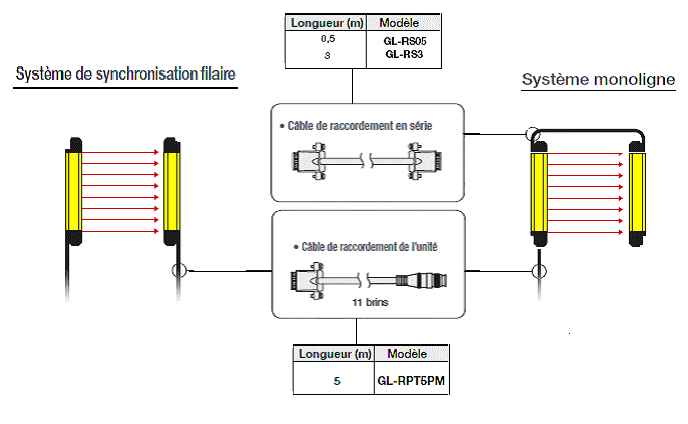 Longueur (m) Modèle
0,5 GL-RS05
3 GL-RS3
Système de synchronisation filaire
Système monoligne
• Câble de raccordement en série
• Câble de raccordement de l'unité
11 brins
Longueur (m) Modèle
5 GL-RPT5PM